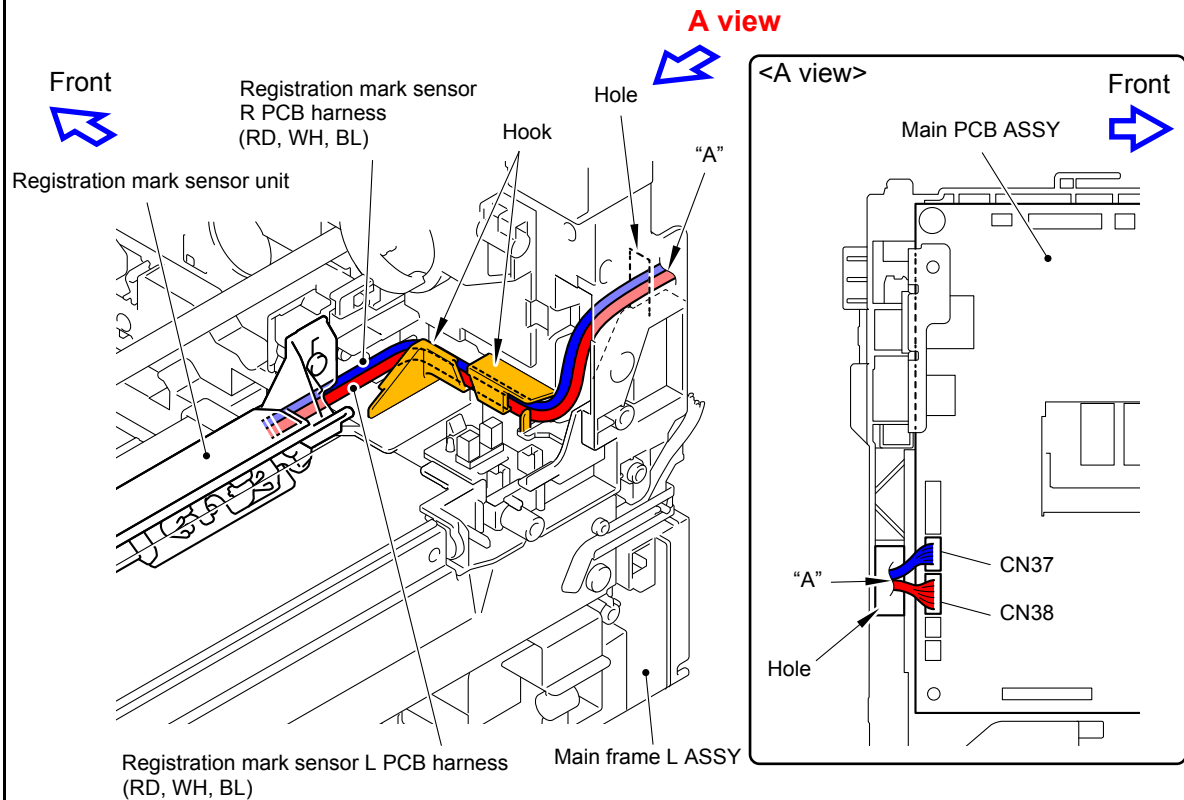 A view
Front
Registration mark sensor
R PCB harness
(RD, WH, BL)
Hole
Hook
“A”
Registration mark sensor unit
Registration mark sensor L PCB harness
(RD, WH, BL)
Main frame L ASSY
<A view>
Front
Main PCB ASSY
CN37
“A”
CN38
Hole